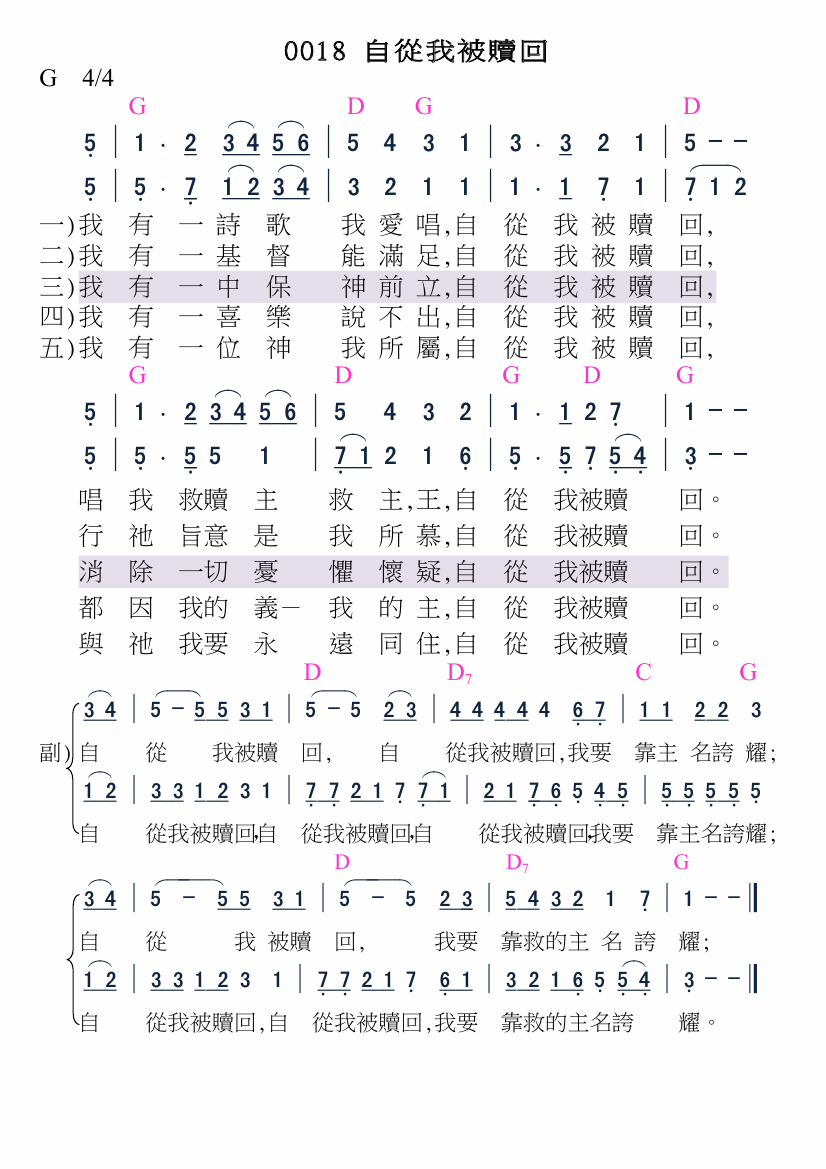 0018 自從我被贖回
G 4/4
G D G D
5 | 1 · 2 3 4 5 6 | 5 4 3 1 | 3 · 3 2 1 | 5 - -
5 | 5 · 7 1 2 3 4 | 3 2 1 1 | 1 · 1 7 1 | 7 1 2
一)我有一詩歌 我愛唱,自從我被贖回,
二)我有一基督 能滿足,自從我被贖回,
三)我有一中保 神前立,自從我被贖回,
四)我有一喜樂 說不出,自從我被贖回,
五)我有一位神 我所屬,自從我被贖回,
G D G D G
5 | 1 · 2 3 4 5 6 | 5 4 3 2 | 1 · 1 2 7 | 1 - -
5 | 5 · 5 5 1 | 7 1 2 1 6 | 5 · 5 7 5 4 | 3 - -
唱我救贖主 救主,王,自從我被贖回。
行祂旨意是 我所慕,自從我被贖回。
消除一切憂 懼懷疑,自從我被贖回。
都因我的義— 我的主,自從我被贖回。
與祂我要永 遠同住,自從我被贖回。
D D7 C G
3 4 | 5 - 5 5 3 1 | 5 - 5 2 3 | 4 4 4 4 4 6 7 | 1 1 2 2 3
副)自從 我被贖回, 自 從我被贖回,我要靠主名誇耀;
1 2 | 3 3 1 2 3 1 | 7 7 2 1 7 7 1 | 2 1 7 6 5 4 5 | 5 5 5 5 5
自 從我被贖回,自 從我被贖回,自 從我被贖回,我要 靠主名誇耀;
D D7 G
3 4 | 5 - 5 5 3 1 | 5 - 5 2 3 | 5 4 3 2 1 7 | 1 - - ‖
自從 我被贖回, 我要 靠救的主名誇耀;
1 2 | 3 3 1 2 3 1 | 7 7 2 1 7 6 1 | 3 2 1 6 5 5 4 | 3 - - ‖
自 從我被贖回,自 從我被贖回,我要 靠救的主名誇 耀。